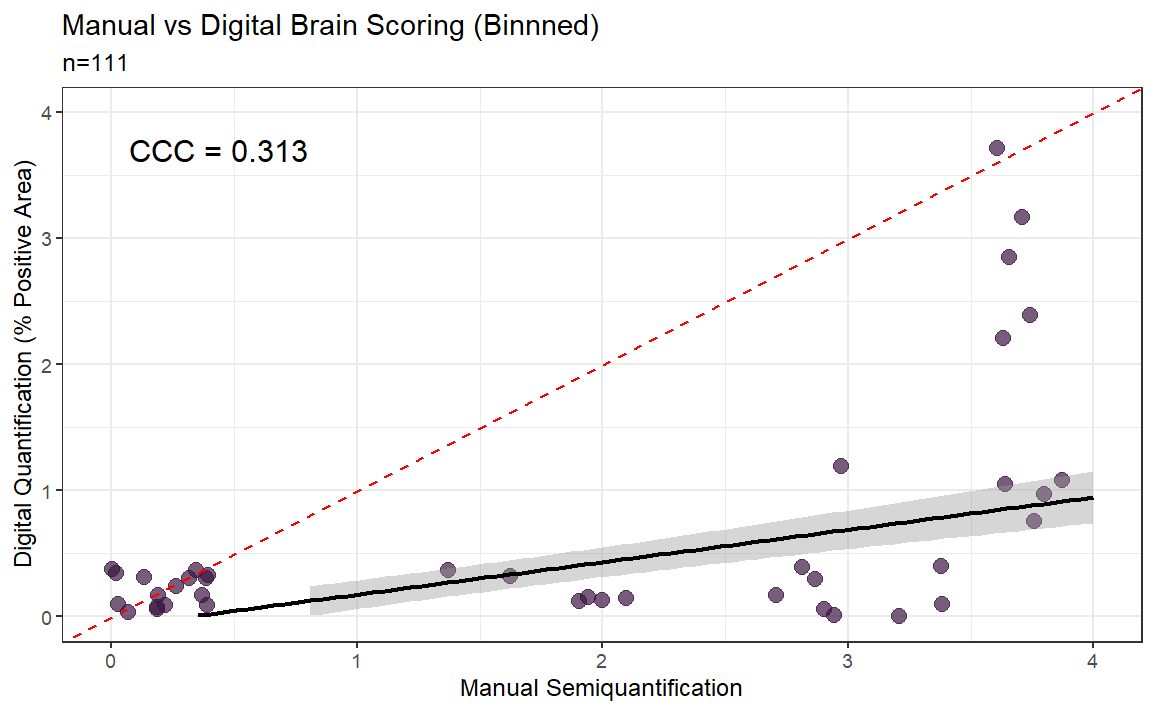 Manual vs Digital Brain Scoring (Binnned)
n=111
CCC = 0.313
Digital Quantification (% Positive Area)
4
3
2
1
0
0 1 2 3 4
Manual Semiquantification